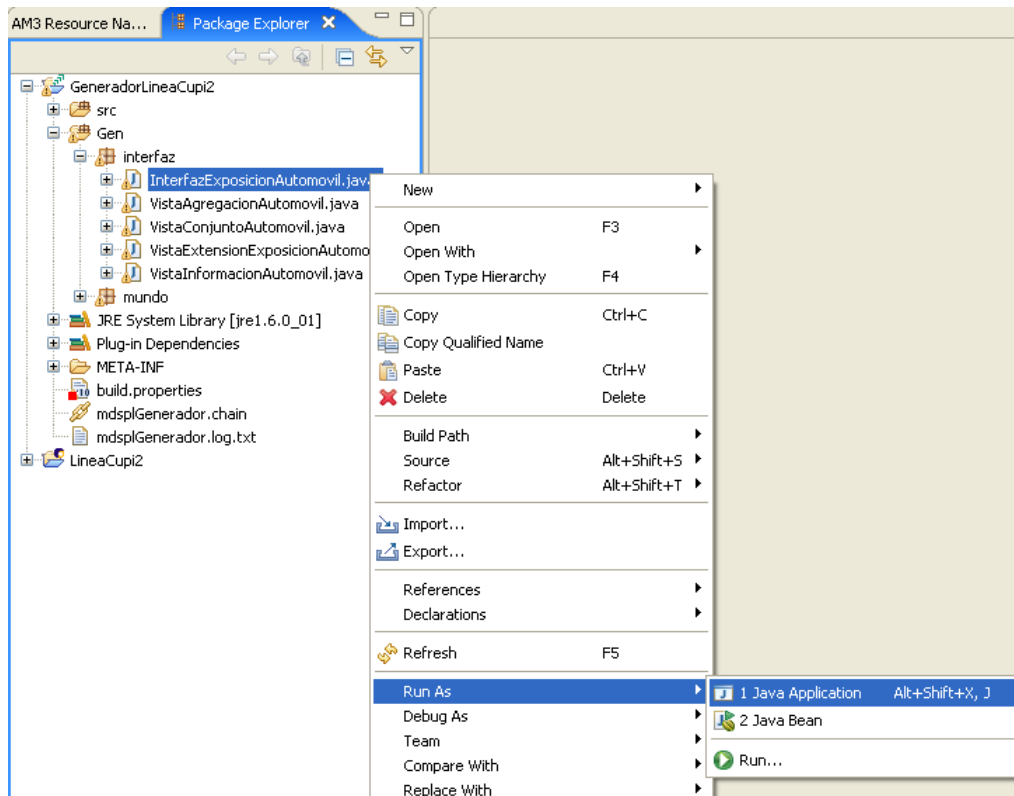 AM3 Resource Na...
Package Explorer
GeneradorLineaCupi2
src
Gen
interfaz
InterfazExposicionAutomovil.java
VistaAgregacionAutomovil.java
VistaConjuntoAutomovil.java
VistaExtensionExposicionAutomo
VistaInformacionAutomovil.java
mundo
JRE System Library [jre1.6.0_01]
Plug-in Dependencies
META-INF
build.properties
mdsplGenerador.chain
mdsplGenerador.log.txt
LineaCupi2
New
Open F3
Open With
Open Type Hierarchy F4
Copy Ctrl+C
Copy Qualified Name
Paste Ctrl+V
Delete Delete
Build Path
Source Alt+Shift+S
Refactor Alt+Shift+T
Import...
Export...
References
Declarations
Refresh F5
Run As
Debug As
Team
Compare With
Replace With
1 Java Application Alt+Shift+X, J
2 Java Bean
Run...